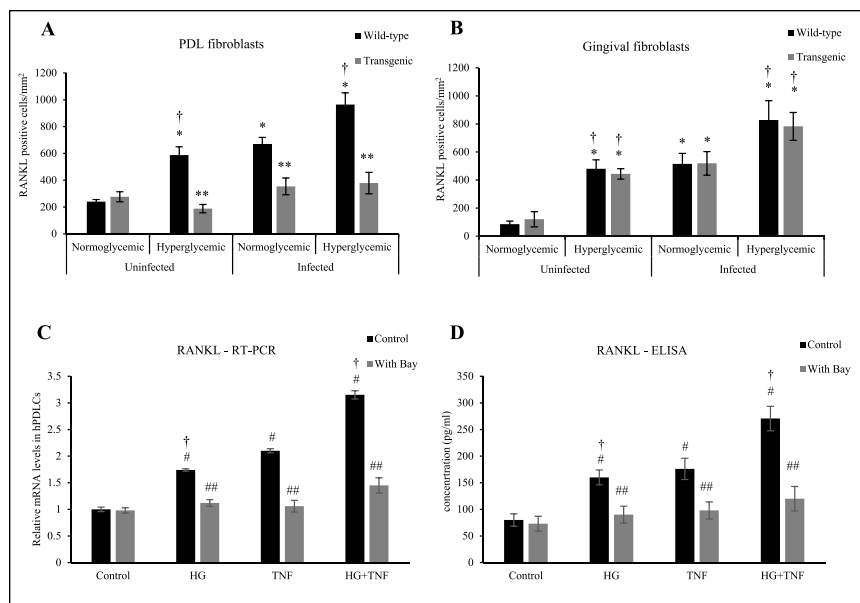 A
PDL fibroblasts
Wild-type
Transgenic
RANKL positive cells/mm²
1200
1000
800
600
400
200
0
†
*
**
*
**
†
*
**
Normoglycemic Hyperglycemic Normoglycemic Hyperglycemic
Uninfected Infected
B
Gingival fibroblasts
Wild-type
Transgenic
RANKL positive cells/mm²
1200
1000
800
600
400
200
0
† †
* *
* *
† †
* *
Normoglycemic Hyperglycemic Normoglycemic Hyperglycemic
Uninfected Infected
C
RANKL - RT-PCR
Control
With Bay
Relative mRNA levels in hPDLCs
3.5
3
2.5
2
1.5
1
0.5
0
†
#
##
#
##
†
#
##
Control HG TNF HG+TNF
D
RANKL - ELISA
Control
With Bay
concenrtration (pg/ml)
350
300
250
200
150
100
50
0
†
#
##
#
##
†
#
##
Control HG TNF HG+TNF